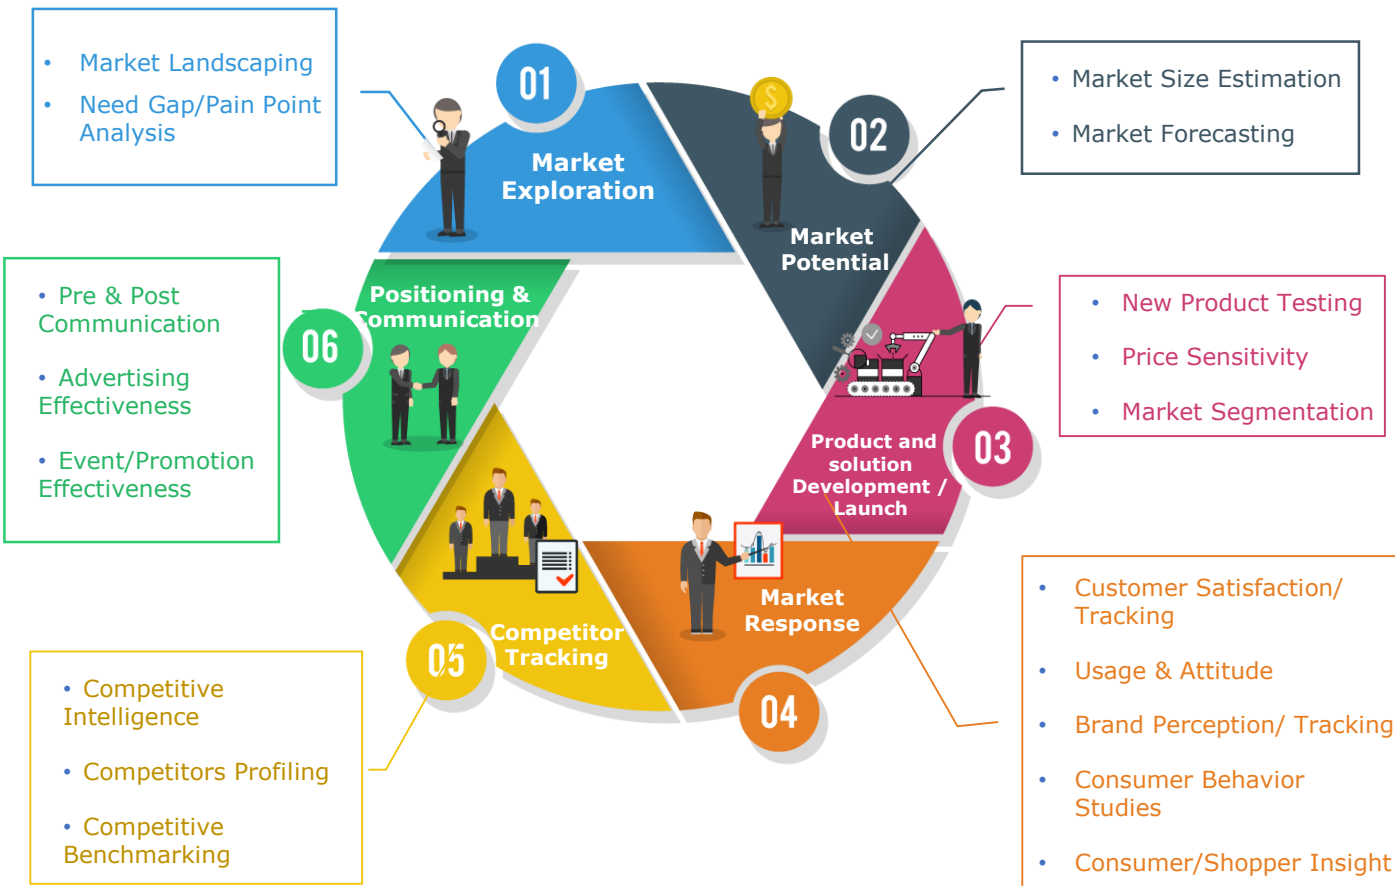 • Market Landscaping
• Need Gap/Pain Point
Analysis
01
Market
Exploration
$
02
Market
Potential
• Market Size Estimation
• Market Forecasting
• Pre & Post
Communication
• Advertising
Effectiveness
• Event/Promotion
Effectiveness
06
Positioning &
Communication
03
Product and
solution
Development /
Launch
• New Product Testing
• Price Sensitivity
• Market Segmentation
05
Competitor
Tracking
• Competitive
Intelligence
• Competitors Profiling
• Competitive
Benchmarking
04
Market
Response
• Customer Satisfaction/
Tracking
• Usage & Attitude
• Brand Perception/ Tracking
• Consumer Behavior
Studies
• Consumer/Shopper Insight